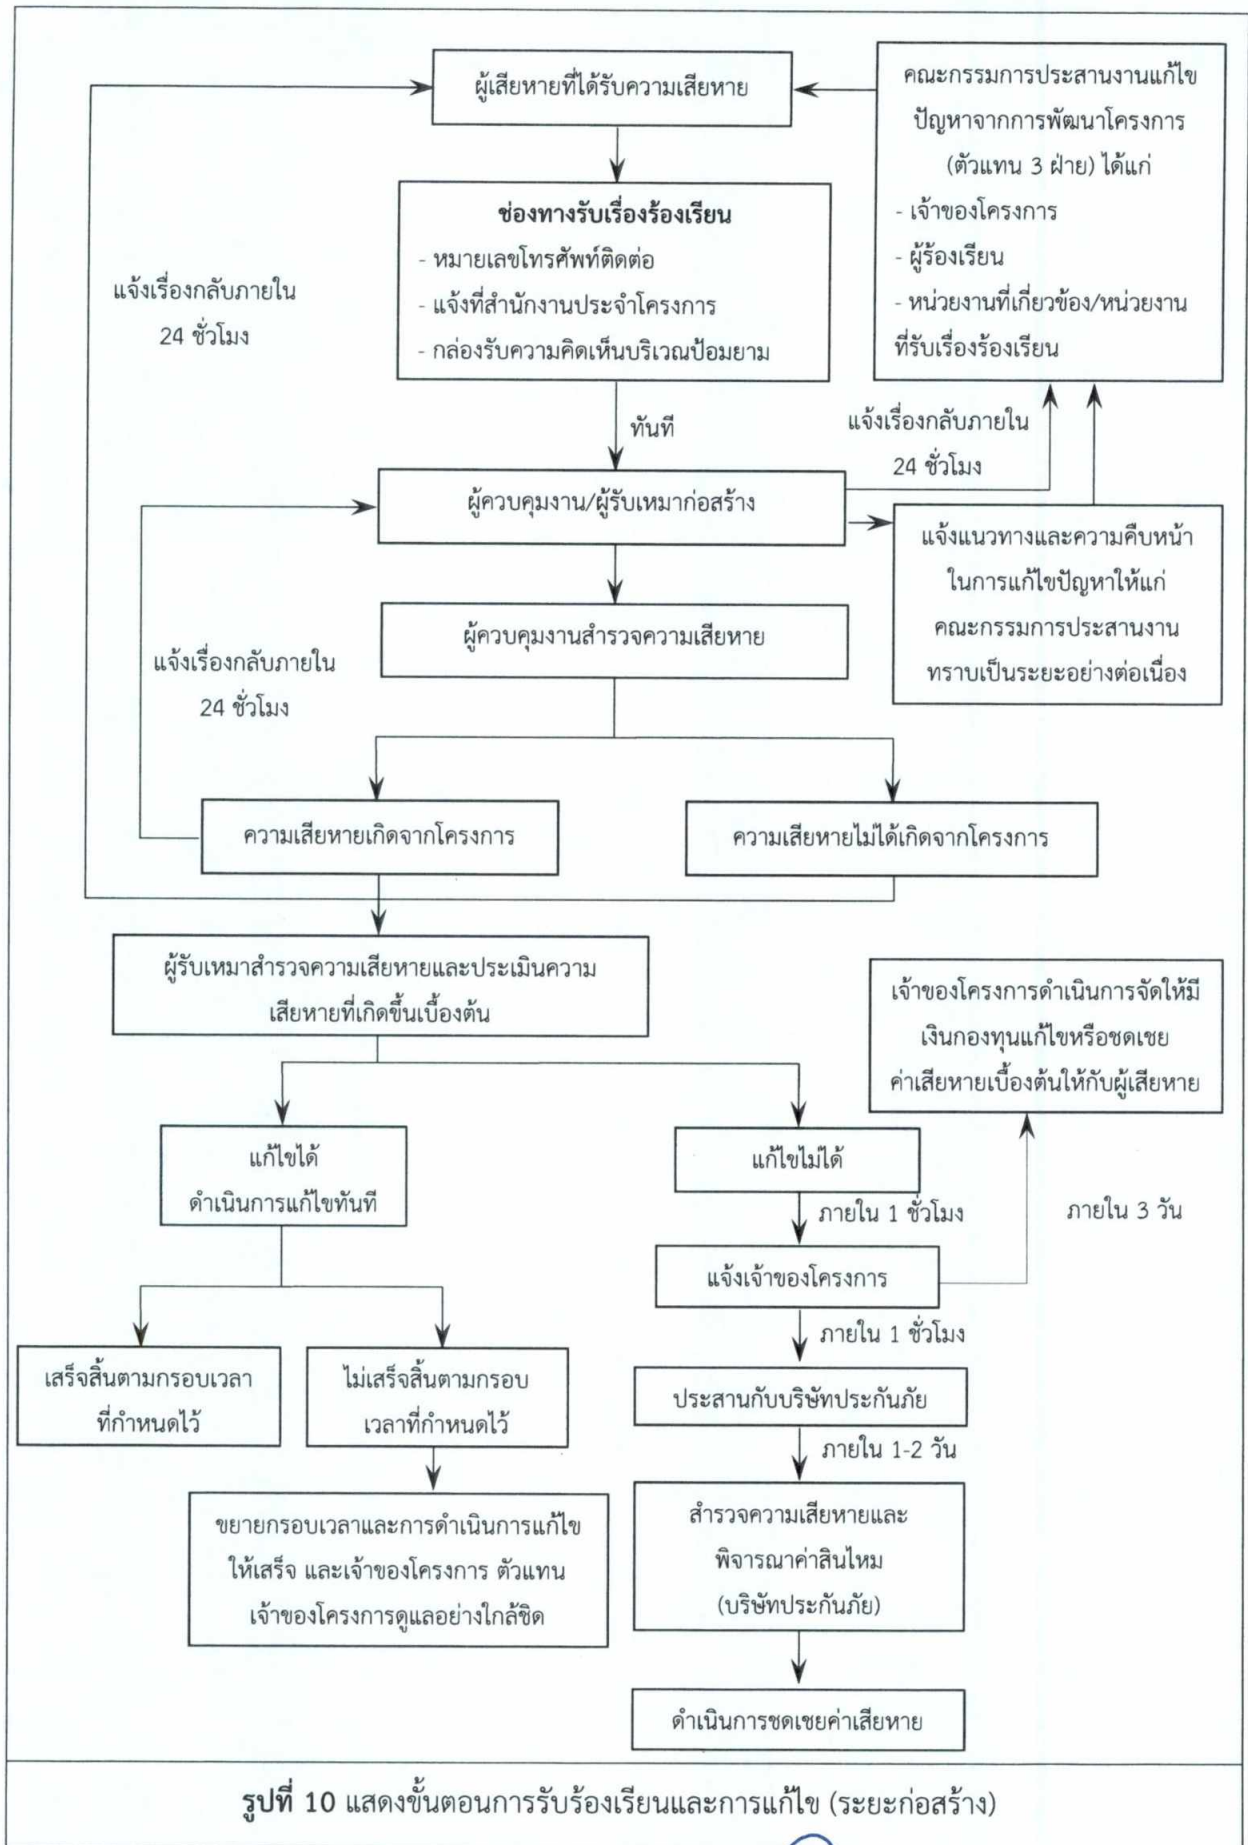 ผู้เสียหายที่ได้รับความเสียหาย
คณะกรรมการประสานงานแก้ไข
ปัญหาจากการพัฒนาโครงการ
(ตัวแทน 3 ฝ่าย) ได้แก่
- เจ้าของโครงการ
- ผู้ร้องเรียน
- หน่วยงานที่เกี่ยวข้อง/หน่วยงาน
ที่รับเรื่องร้องเรียน
ช่องทางรับเรื่องร้องเรียน
- หมายเลขโทรศัพท์ติดต่อ
- แจ้งที่สำนักงานประจำโครงการ
- กล่องรับความคิดเห็นบริเวณป้อมยาม
แจ้งเรื่องกลับภายใน
24 ชั่วโมง
ทันที
แจ้งเรื่องกลับภายใน
24 ชั่วโมง
ผู้ควบคุมงาน/ผู้รับเหมาก่อสร้าง
แจ้งแนวทางและความคืบหน้า
ในการแก้ไขปัญหาให้แก่
คณะกรรมการประสานงาน
ทราบเป็นระยะอย่างต่อเนื่อง
ผู้ควบคุมงานสำรวจความเสียหาย
แจ้งเรื่องกลับภายใน
24 ชั่วโมง
ความเสียหายเกิดจากโครงการ
ความเสียหายไม่ได้เกิดจากโครงการ
ผู้รับเหมาสำรวจความเสียหายและประเมินความ
เสียหายที่เกิดขึ้นเบื้องต้น
เจ้าของโครงการดำเนินการจัดให้มี
เงินกองทุนแก้ไขหรือชดเชย
ค่าเสียหายเบื้องต้นให้กับผู้เสียหาย
แก้ไขได้
ดำเนินการแก้ไขทันที
แก้ไขไม่ได้
ภายใน 1 ชั่วโมง
ภายใน 3 วัน
แจ้งเจ้าของโครงการ
ภายใน 1 ชั่วโมง
เสร็จสิ้นตามกรอบเวลา
ที่กำหนดไว้
ไม่เสร็จสิ้นตามกรอบ
เวลาที่กำหนดไว้
ประสานกับบริษัทประกันภัย
ภายใน 1-2 วัน
ขยายกรอบเวลาและการดำเนินการแก้ไข
ให้เสร็จ และเจ้าของโครงการ ตัวแทน
เจ้าของโครงการดูแลอย่างใกล้ชิด
สำรวจความเสียหายและ
พิจารณาค่าสินไหม
(บริษัทประกันภัย)
ดำเนินการชดเชยค่าเสียหาย
รูปที่ 10 แสดงขั้นตอนการรับร้องเรียนและการแก้ไข (ระยะก่อสร้าง)